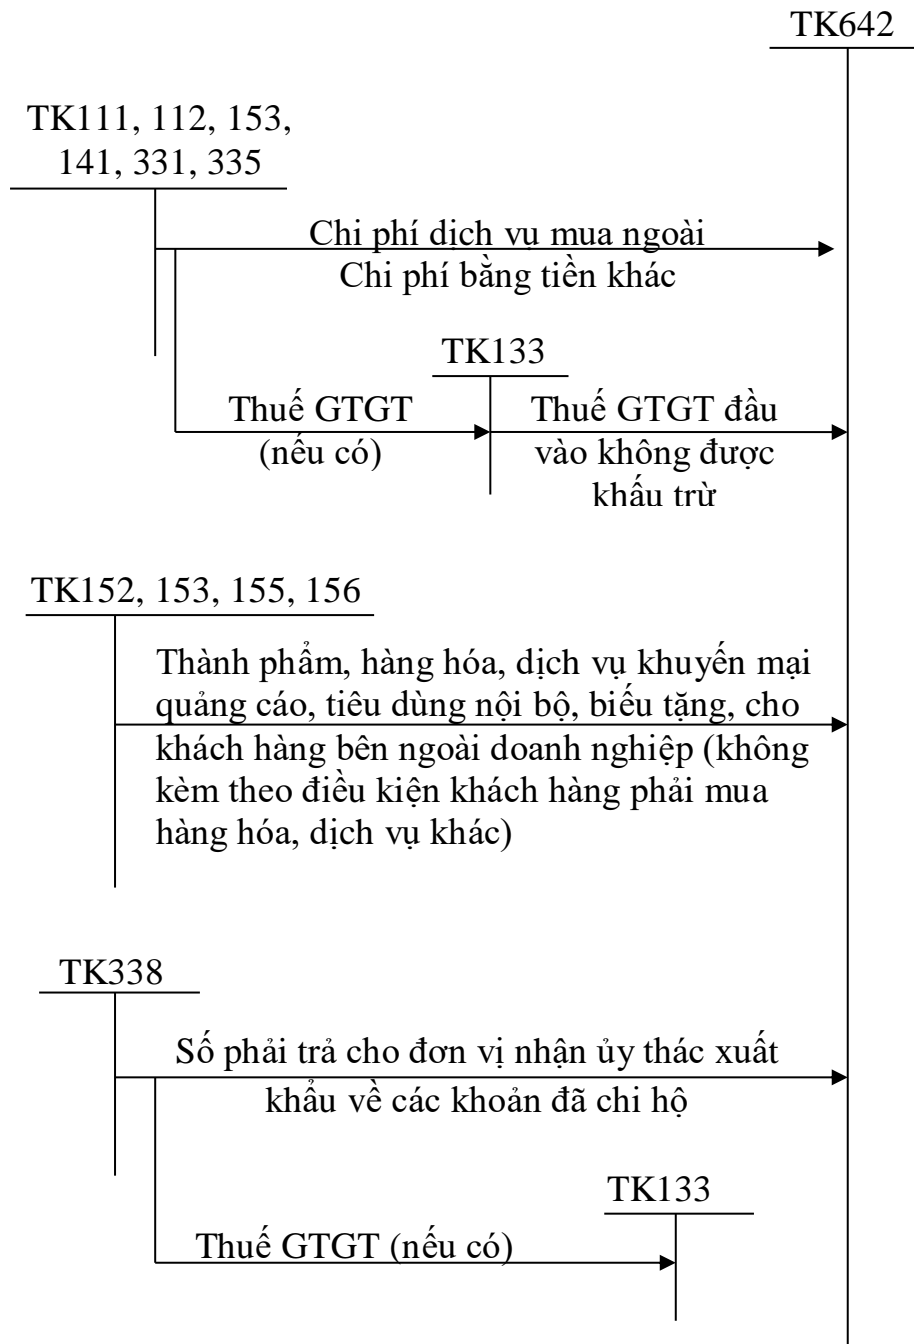 TK642
TK111, 112, 153,
141, 331, 335
Chi phí dịch vụ mua ngoài
Chi phí bằng tiền khác
TK133
Thuế GTGT
(nếu có)
Thuế GTGT đầu
vào không được
khấu trừ
TK152, 153, 155, 156
Thành phẩm, hàng hóa, dịch vụ khuyến mại
quảng cáo, tiêu dùng nội bộ, biếu tặng, cho
khách hàng bên ngoài doanh nghiệp (không
kèm theo điều kiện khách hàng phải mua
hàng hóa, dịch vụ khác)
TK338
Số phải trả cho đơn vị nhận ủy thác xuất
khẩu về các khoản đã chi hộ
TK133
Thuế GTGT (nếu có)